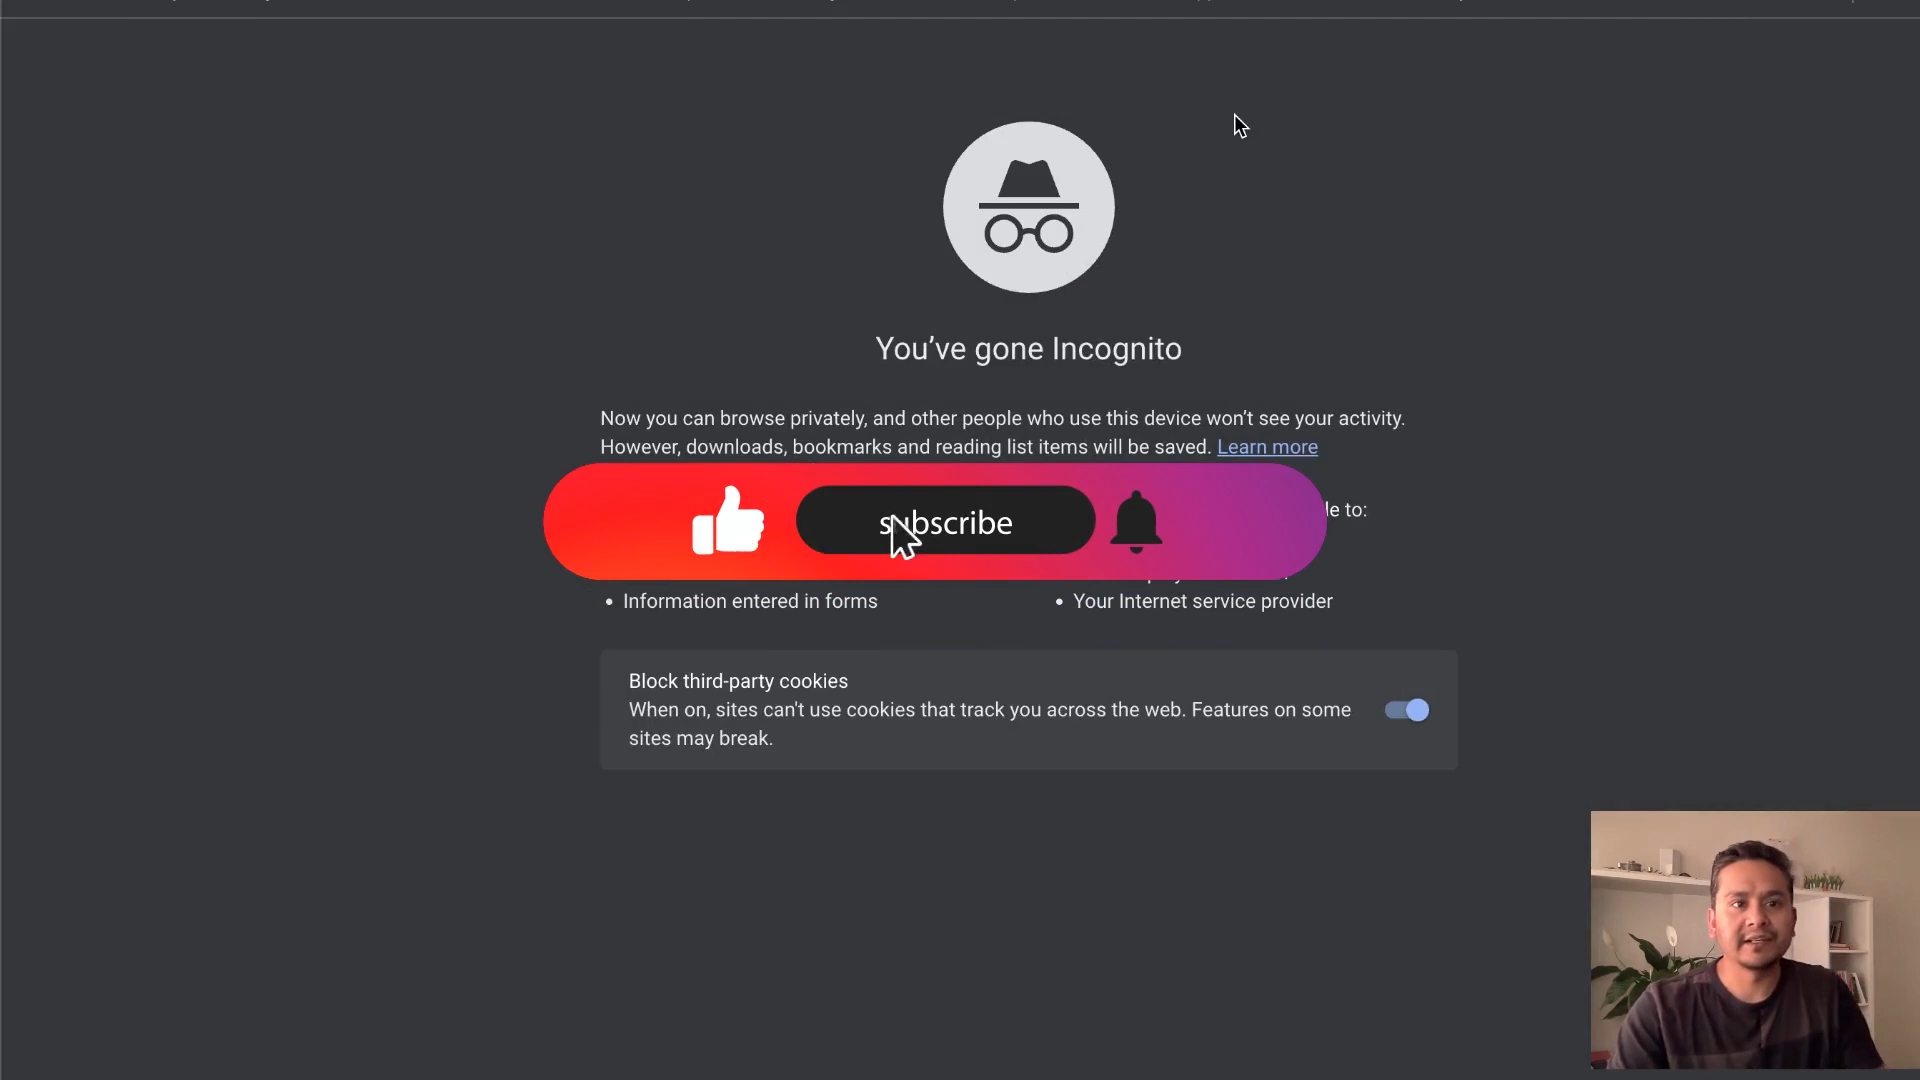 You've gone Incognito
Now you can browse privately, and other people who use this device won't see your activity.
However, downloads, bookmarks and reading list items will be saved. Learn more
subscribe
le to:
• Information entered in forms
• Your Internet service provider
Block third-party cookies
When on, sites can't use cookies that track you across the web. Features on some
sites may break.